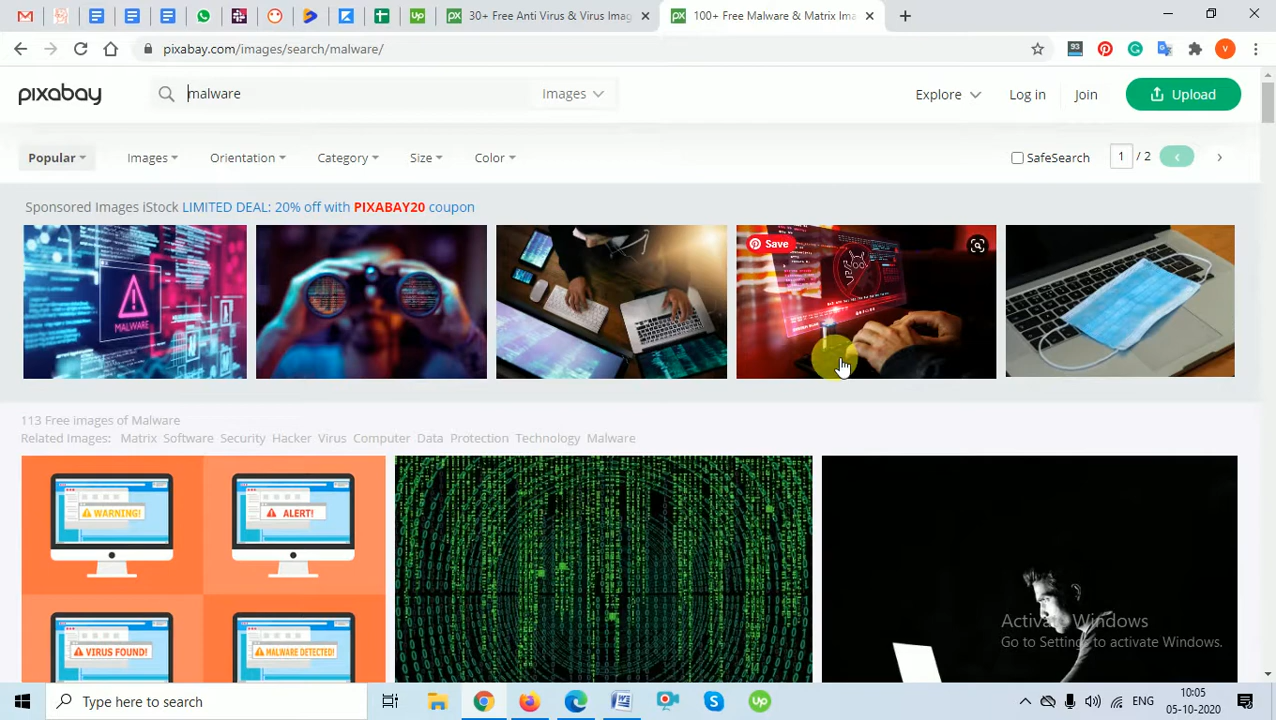 30+ Free Anti Virus & Virus Imag
100+ Free Malware & Matrix Ima
pixabay.com/images/search/malware/
93
V
pixabay
malware
Images
Explore
Log in
Join
Upload
Popular
Images
Orientation
Category
Size
Color
SafeSearch
1 / 2
Sponsored Images iStock LIMITED DEAL: 20% off with PIXABAY20 coupon
MALWARE
Save
113 Free images of Malware
Related Images: Matrix Software Security Hacker Virus Computer Data Protection Technology Malware
WARNING!
ALERT!
VIRUS FOUND!
MALWARE DETECTED!
Activate Windows
Go to Settings to activate Windows.
Type here to search
ENG
10:05
05-10-2020